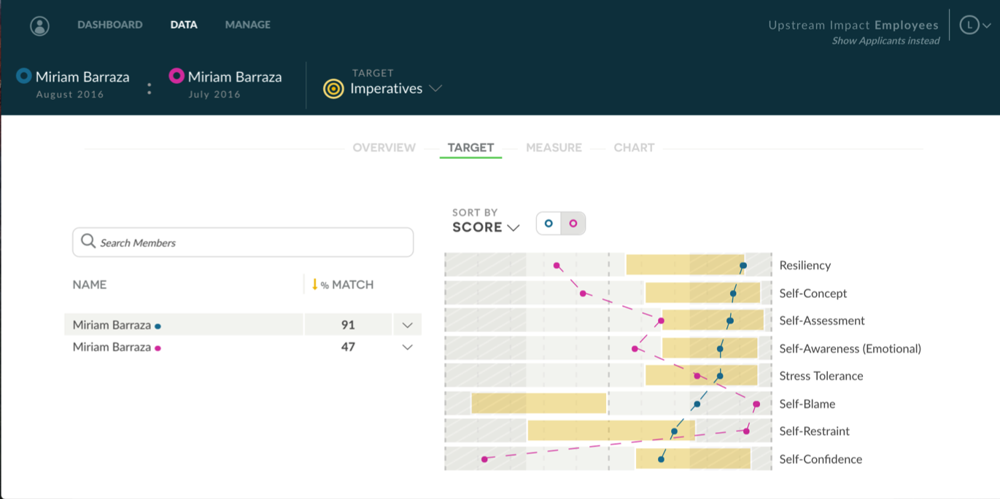 DASHBOARD DATA MANAGE
Upstream Impact Employees
L
Show Applicants instead
Miriam Barraza : Miriam Barraza
August 2016 July 2016
TARGET
Imperatives
OVERVIEW TARGET MEASURE CHART
SORT BY
SCORE
Search Members
NAME % MATCH
Miriam Barraza 91
Miriam Barraza 47
Resiliency
Self-Concept
Self-Assessment
Self-Awareness (Emotional)
Stress Tolerance
Self-Blame
Self-Restraint
Self-Confidence